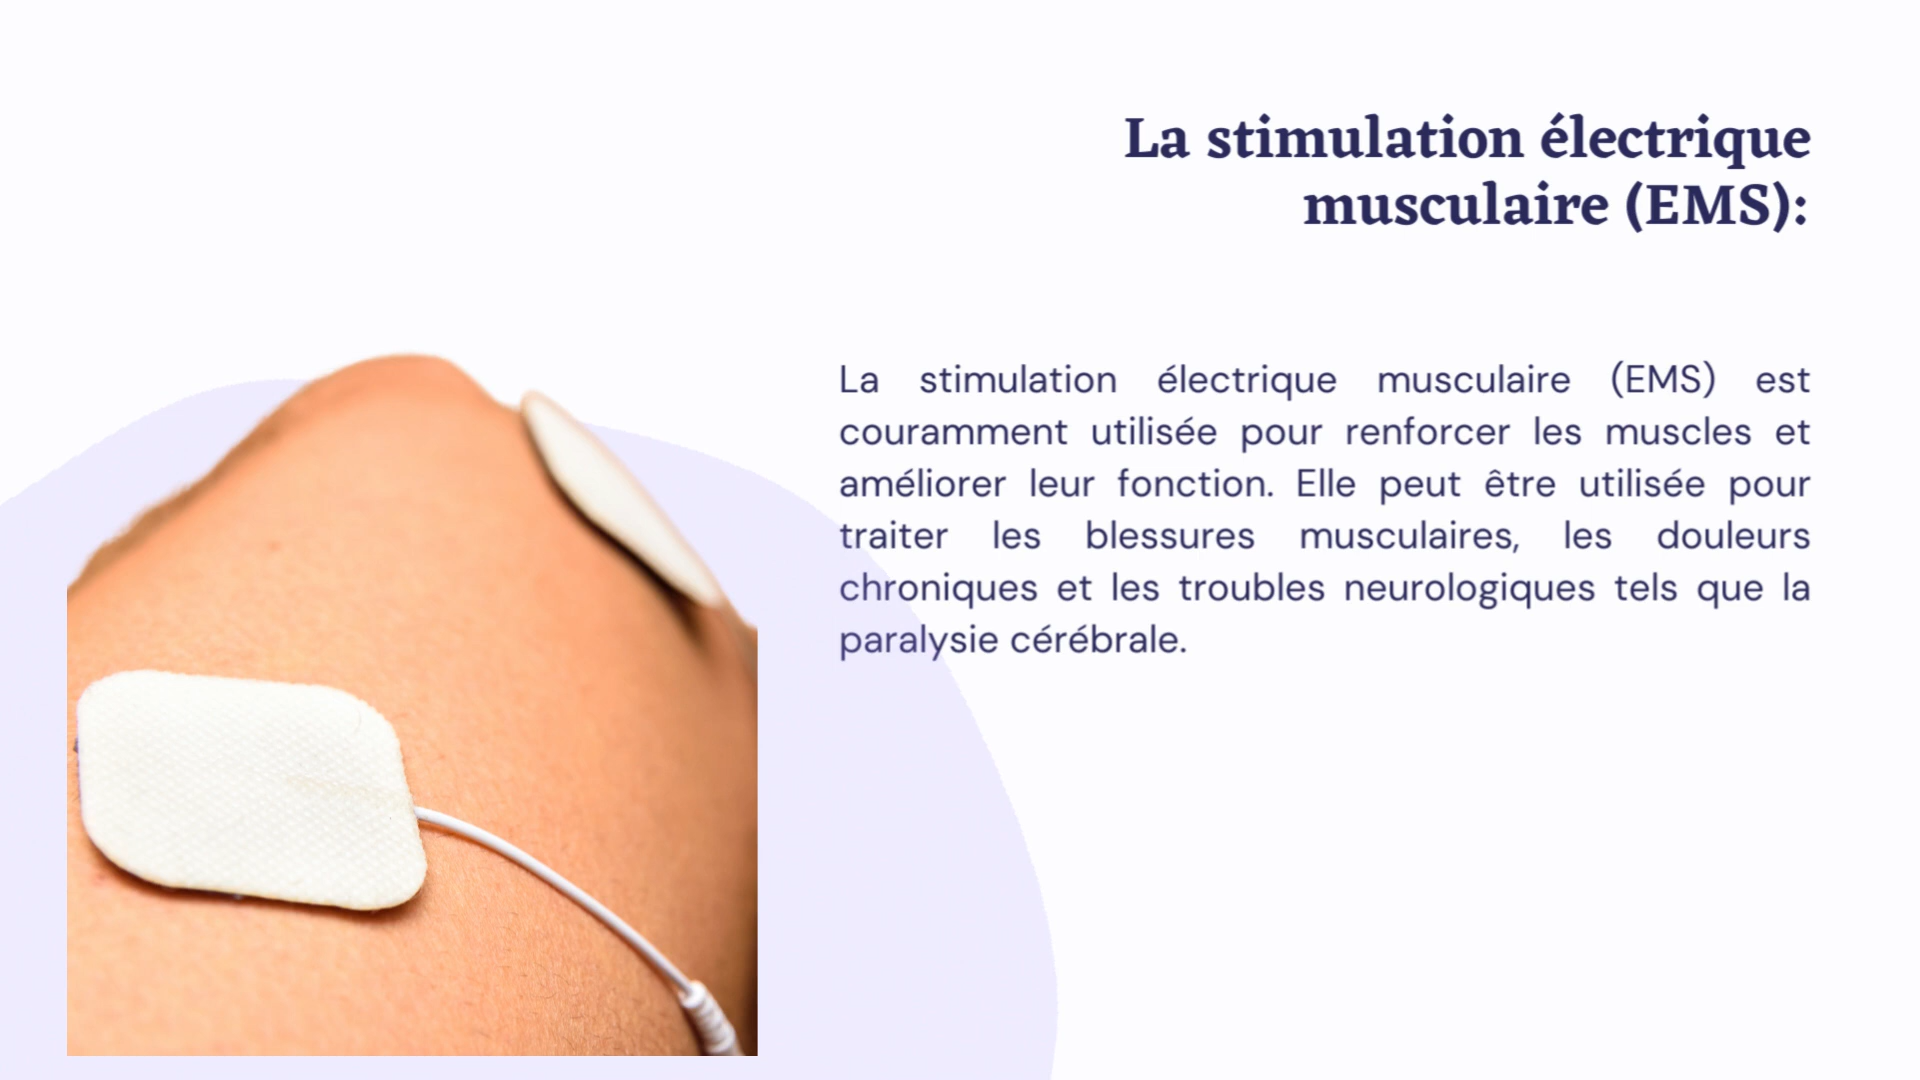 La stimulation électrique
musculaire (EMS):
La stimulation électrique musculaire (EMS) est
couramment utilisée pour renforcer les muscles et
améliorer leur fonction. Elle peut être utilisée pour
traiter les blessures musculaires, les douleurs
chroniques et les troubles neurologiques tels que la
paralysie cérébrale.